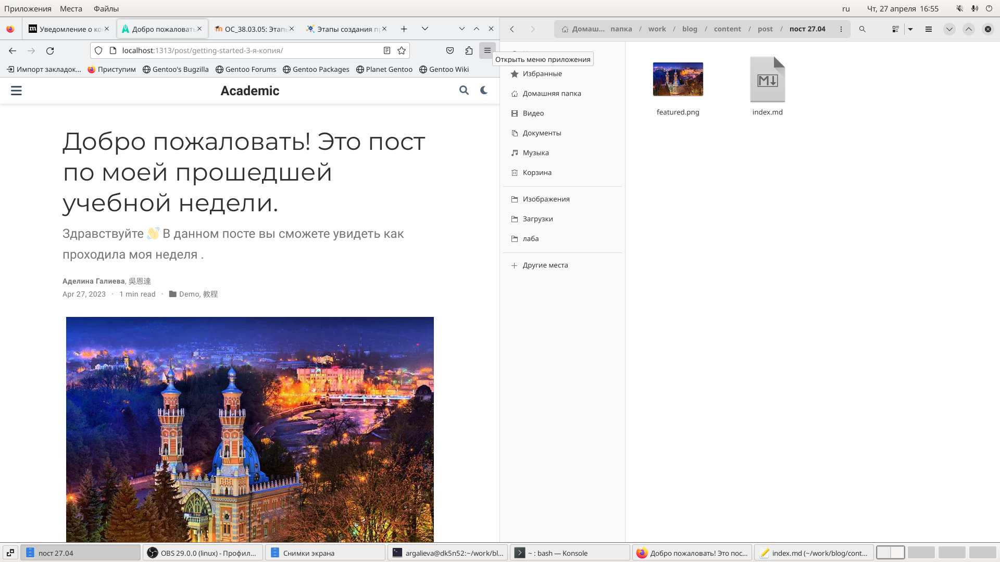 Приложения Места Файлы
ru Чт, 27 апреля 16:55
Уведомление о ко
Добро пожаловать
ОС_38.03.05: Этап
Этапы создания п
Домаш... папка / work / blog / content / post / пост 27.04
localhost:1313/post/getting-started-3-я-копия/
Открыть меню приложения
Импорт закладок... Приступим Gentoo's Bugzilla Gentoo Forums Gentoo Packages Planet Gentoo Gentoo Wiki
Academic
Добро пожаловать! Это пост
по моей прошедшей
учебной недели.
Здравствуйте 👋 В данном посте вы сможете увидеть как
проходила моя неделя .
Аделина Галиева, 吳恩達
Apr 27, 2023 · 1 min read · Demo, 教程
Избранные
Домашняя папка
Видео
Документы
Музыка
Корзина
Изображения
Загрузки
лаба
Другие места
featured.png
M↓
index.md
пост 27.04
OBS 29.0.0 (linux) - Профил...
Снимки экрана
argalieva@dk5n52:~/work/bl...
~ : bash — Konsole
Добро пожаловать! Это пос...
index.md (~/work/blog/cont...